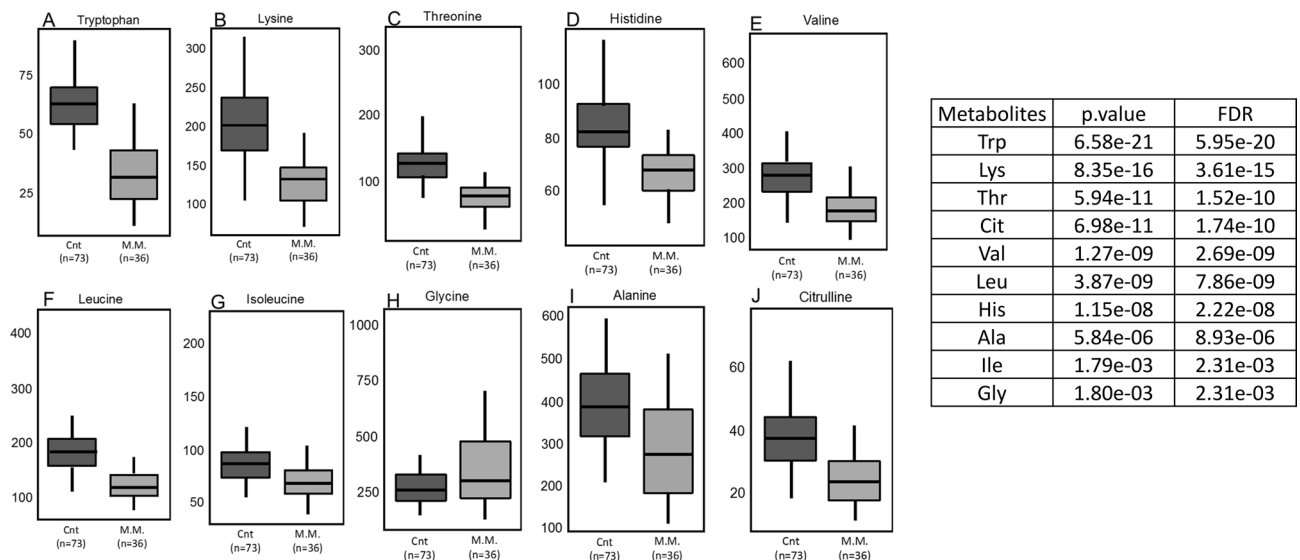 A Tryptophan
75
50
25
Cnt M.M.
(n=73) (n=36)
B Lysine
300
250
200
150
100
Cnt M.M.
(n=73) (n=36)
C Threonine
300
200
100
Cnt M.M.
(n=73) (n=36)
D Histidine
100
80
60
Cnt M.M.
(n=73) (n=36)
E Valine
600
500
400
300
200
100
Cnt M.M.
(n=73) (n=36)
F Leucine
400
300
200
100
Cnt M.M.
(n=73) (n=36)
G Isoleucine
200
150
100
50
Cnt M.M.
(n=73) (n=36)
H Glycine
1000
750
500
250
Cnt M.M.
(n=73) (n=36)
I Alanine
600
500
400
300
200
100
Cnt M.M.
(n=73) (n=36)
J Citrulline
60
40
20
Cnt M.M.
(n=73) (n=36)
Metabolites p.value FDR
Trp 6.58e-21 5.95e-20
Lys 8.35e-16 3.61e-15
Thr 5.94e-11 1.52e-10
Cit 6.98e-11 1.74e-10
Val 1.27e-09 2.69e-09
Leu 3.87e-09 7.86e-09
His 1.15e-08 2.22e-08
Ala 5.84e-06 8.93e-06
Ile 1.79e-03 2.31e-03
Gly 1.80e-03 2.31e-03